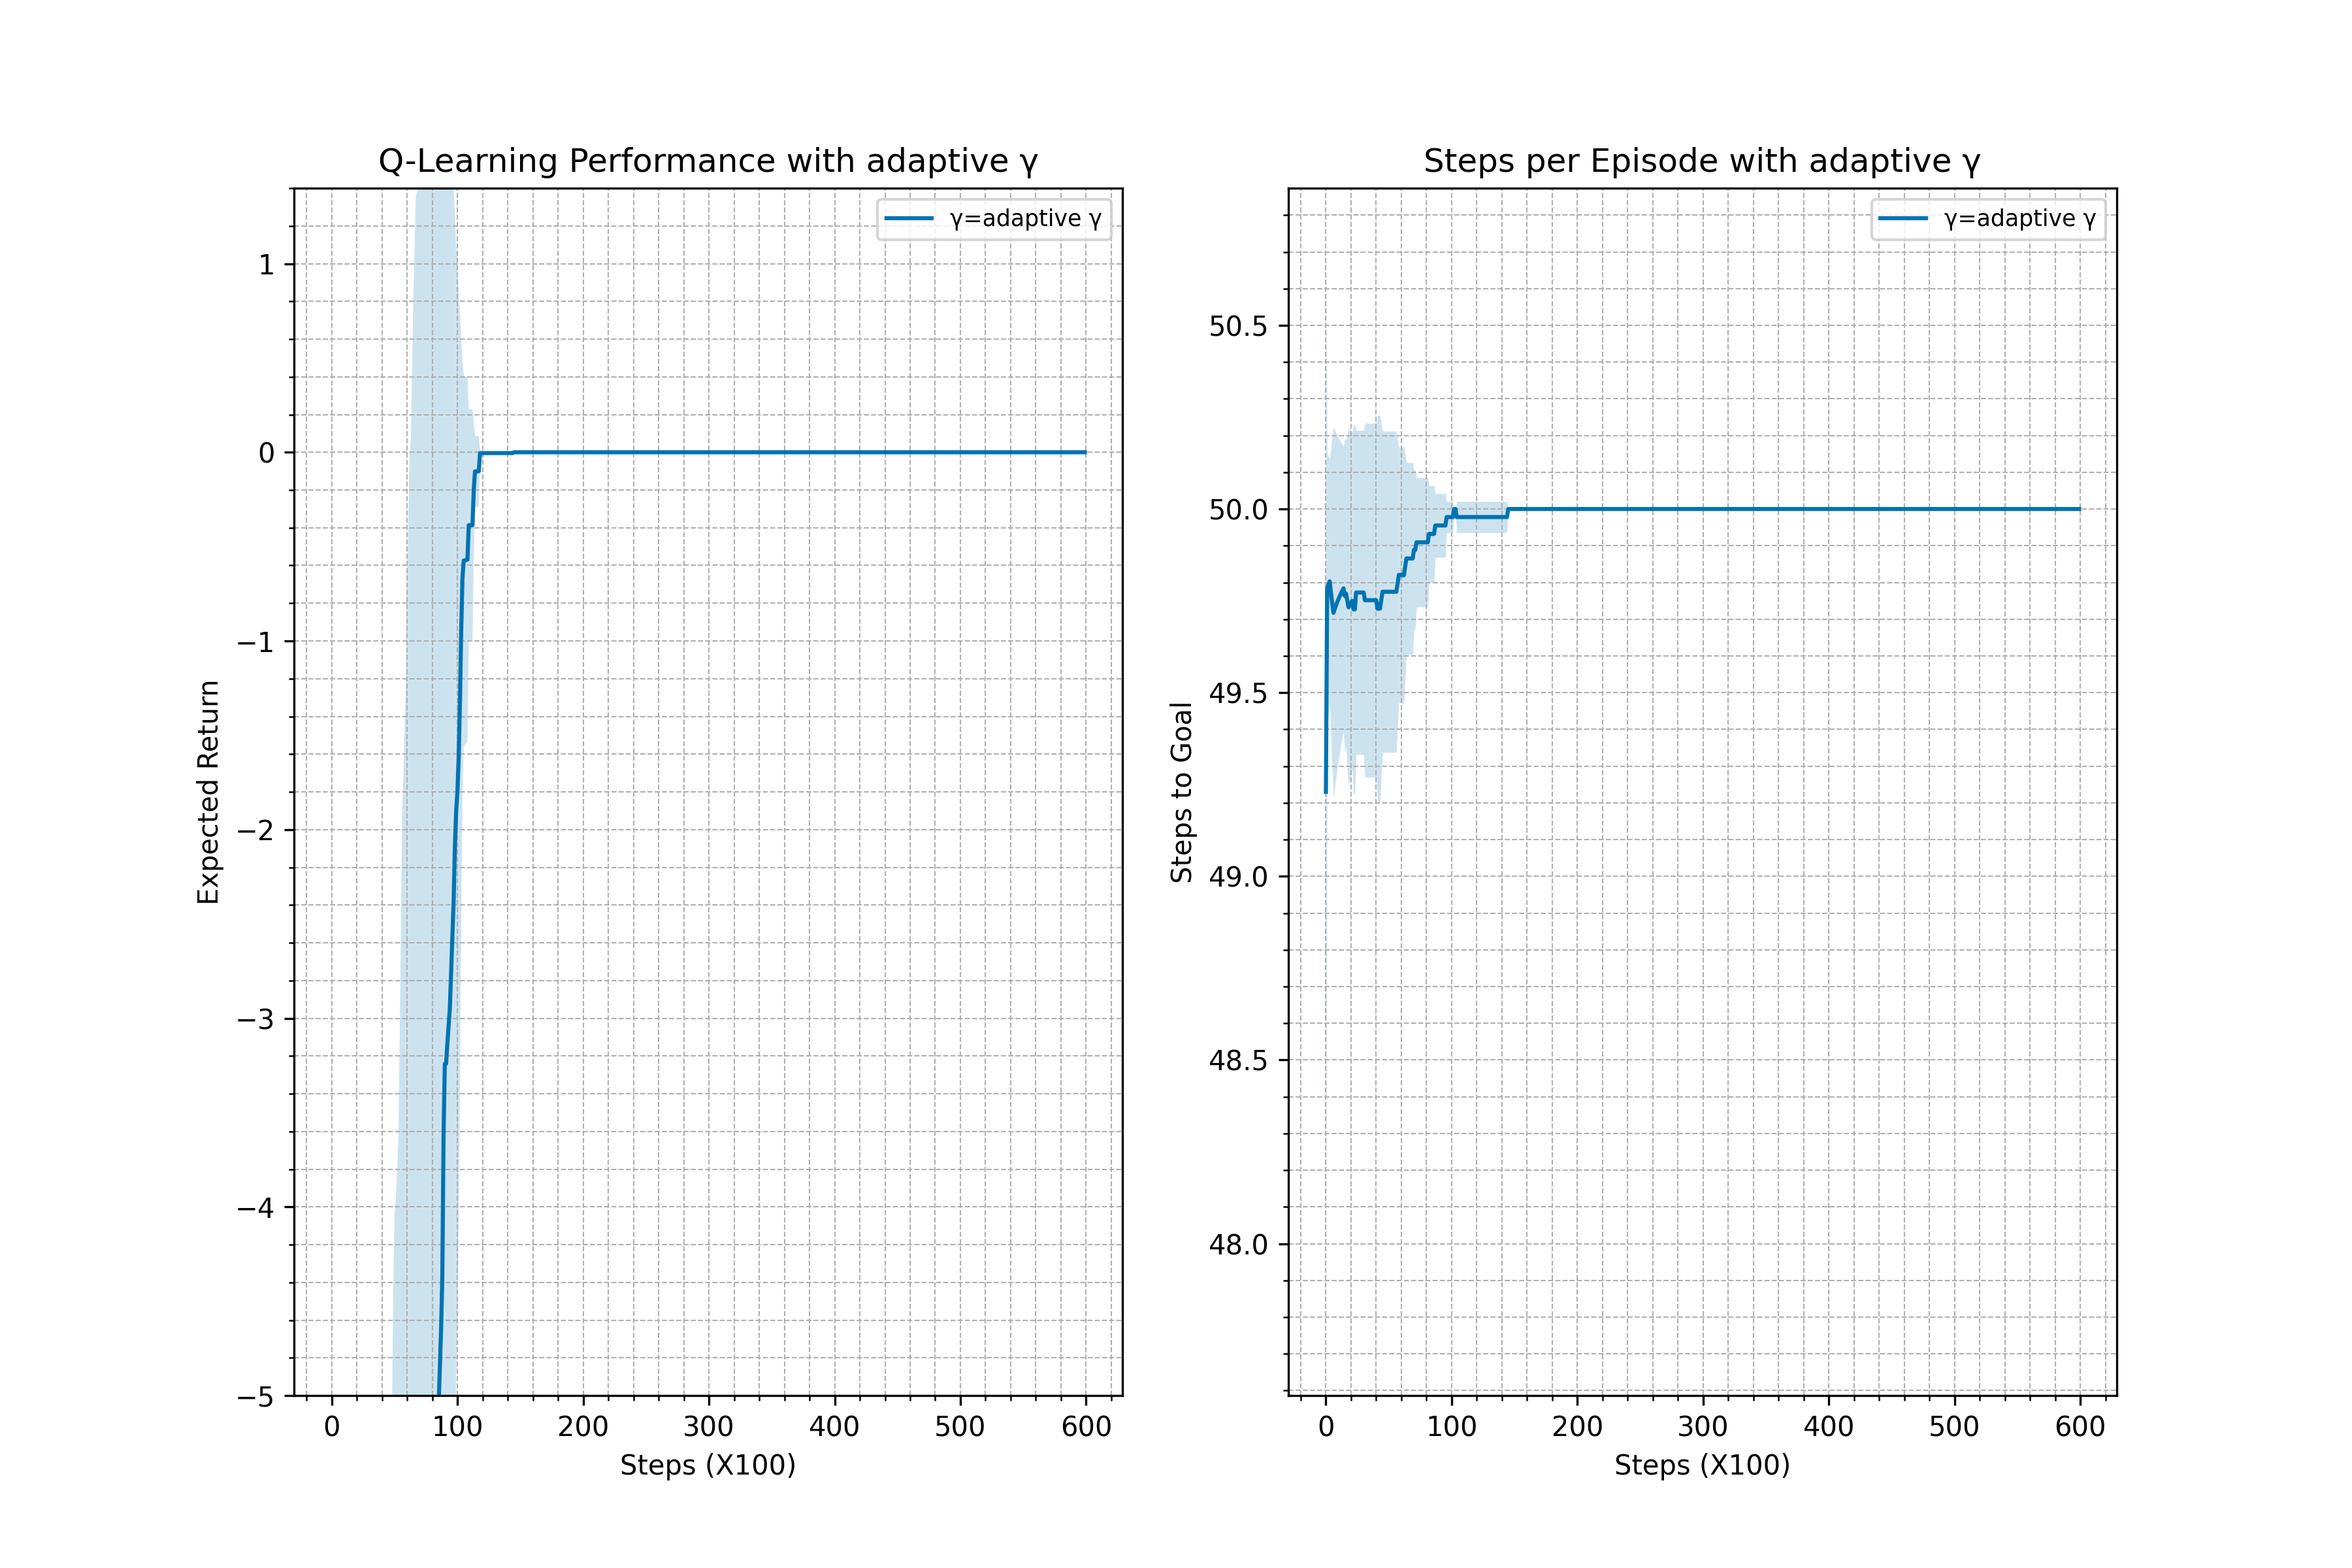 Q-Learning Performance with adaptive γ
γ=adaptive γ
1
0
−1
−2
−3
−4
−5
Expected Return
0 100 200 300 400 500 600
Steps (X100)
Steps per Episode with adaptive γ
γ=adaptive γ
50.5
50.0
49.5
49.0
48.5
48.0
Steps to Goal
0 100 200 300 400 500 600
Steps (X100)